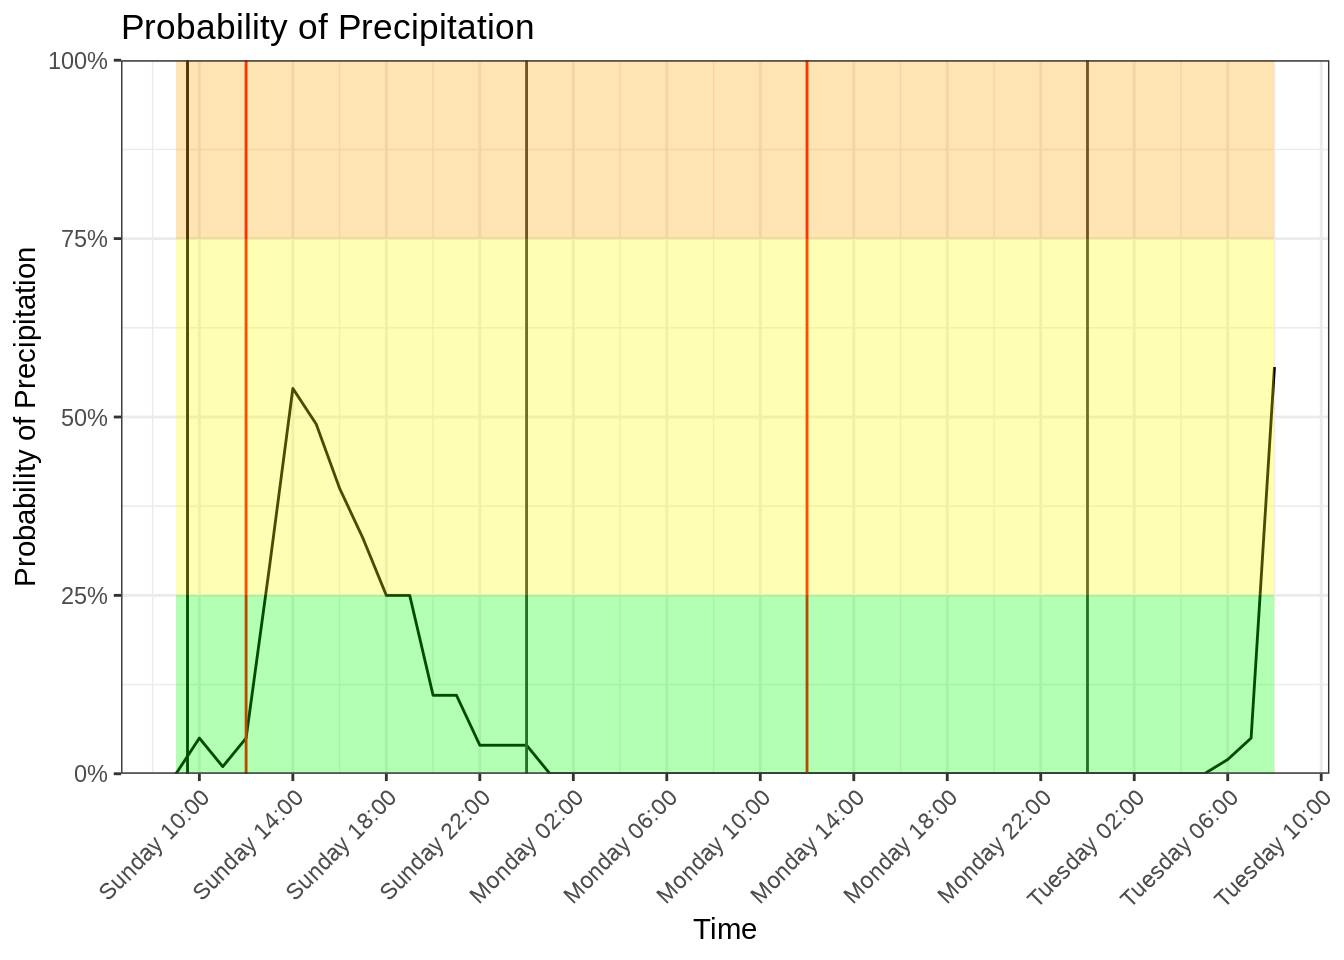 Probability of Precipitation
Probability of Precipitation
100%
75%
50%
25%
0%
Sunday 10:00
Sunday 14:00
Sunday 18:00
Sunday 22:00
Monday 02:00
Monday 06:00
Monday 10:00
Monday 14:00
Monday 18:00
Monday 22:00
Tuesday 02:00
Tuesday 06:00
Tuesday 10:00
Time